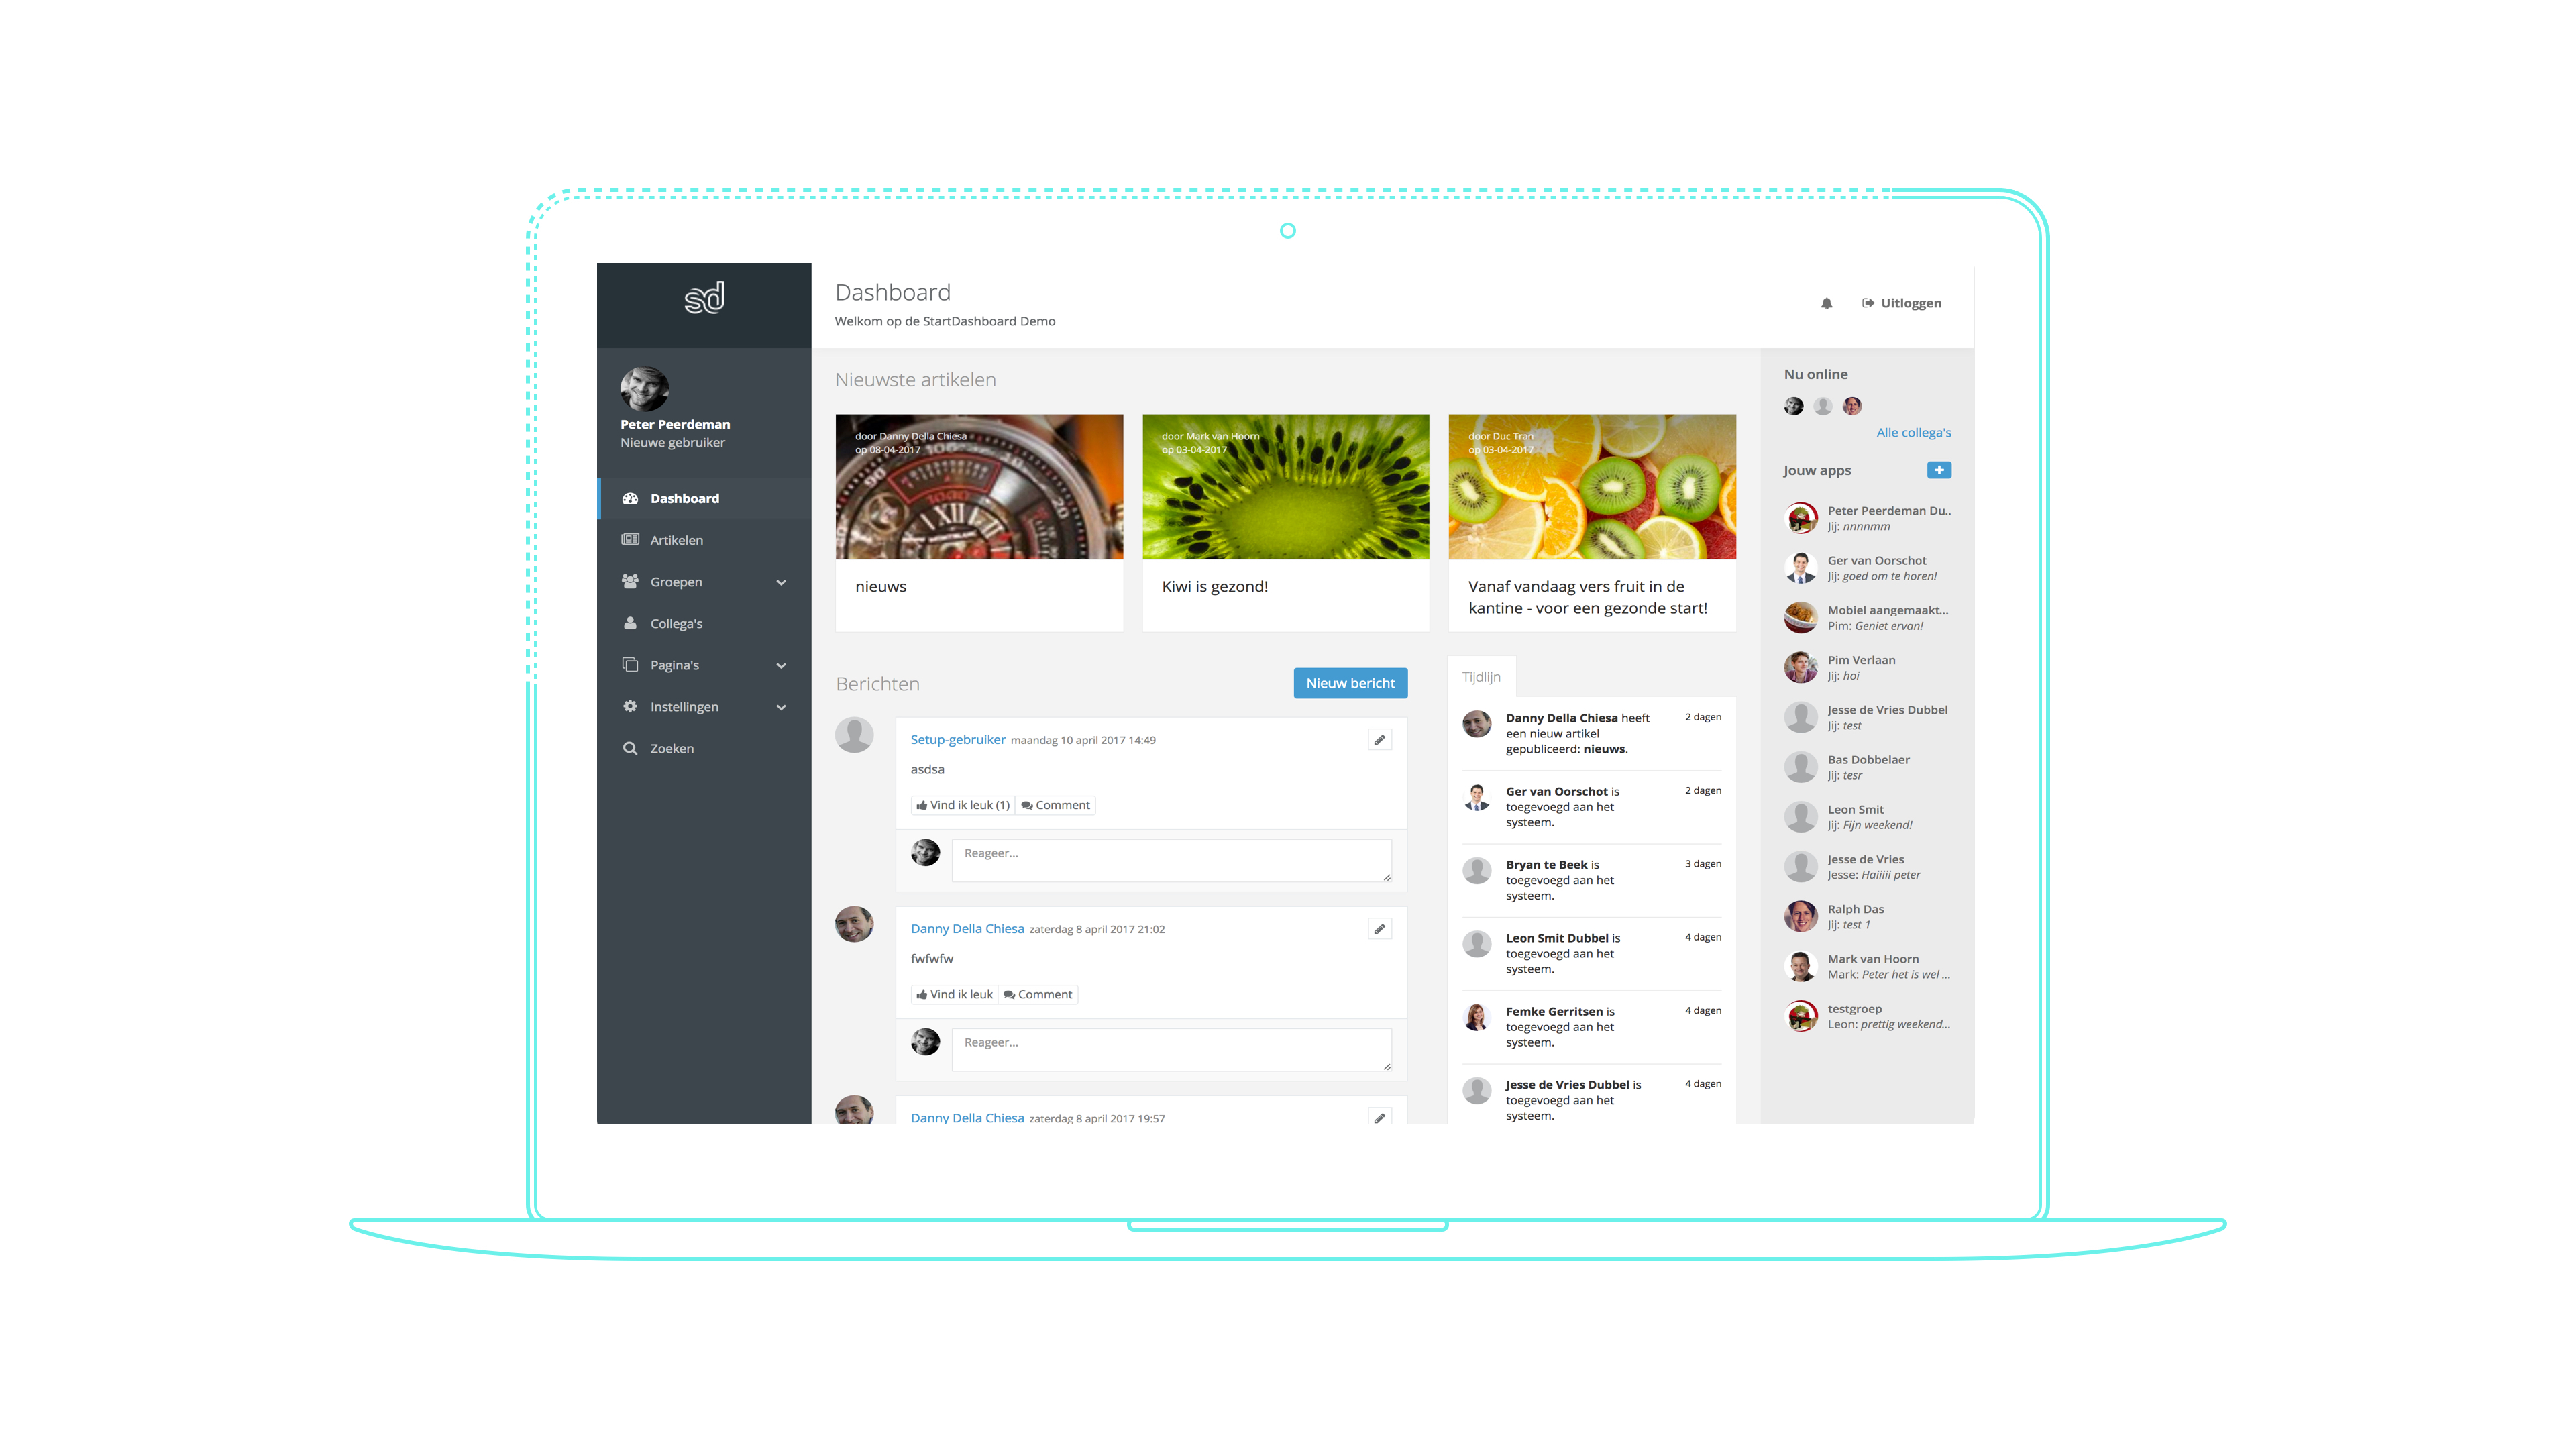 sd
Peter Peerdeman
Nieuwe gebruiker
Dashboard
Artikelen
Groepen
Collega's
Pagina's
Instellingen
Zoeken
Dashboard
Welkom op de StartDashboard Demo
Uitloggen
Nieuwste artikelen
door Danny Della Chiesa
op 08-04-2017
nieuws
door Mark van Hoorn
op 03-04-2017
Kiwi is gezond!
door Duc Tran
op 03-04-2017
Vanaf vandaag vers fruit in de
kantine - voor een gezonde start!
Berichten
Nieuw bericht
Setup-gebruiker maandag 10 april 2017 14:49
asdsa
Vind ik leuk (1) Comment
Reageer...
Danny Della Chiesa zaterdag 8 april 2017 21:02
fwfwfw
Vind ik leuk Comment
Reageer...
Danny Della Chiesa zaterdag 8 april 2017 19:57
Tijdlijn
Danny Della Chiesa heeft 2 dagen
een nieuw artikel
gepubliceerd: nieuws.
Ger van Oorschot is 2 dagen
toegevoegd aan het
systeem.
Bryan te Beek is 3 dagen
toegevoegd aan het
systeem.
Leon Smit Dubbel is 4 dagen
toegevoegd aan het
systeem.
Femke Gerritsen is 4 dagen
toegevoegd aan het
systeem.
Jesse de Vries Dubbel is 4 dagen
toegevoegd aan het
systeem.
Nu online
Alle collega's
Jouw apps
Peter Peerdeman Du..
Jij: nnnnmm
Ger van Oorschot
Jij: goed om te horen!
Mobiel aangemaakt...
Pim: Geniet ervan!
Pim Verlaan
Jij: hoi
Jesse de Vries Dubbel
Jij: test
Bas Dobbelaer
Jij: tesr
Leon Smit
Jij: Fijn weekend!
Jesse de Vries
Jesse: Haiiiii peter
Ralph Das
Jij: test 1
Mark van Hoorn
Mark: Peter het is wel ...
testgroep
Leon: prettig weekend...